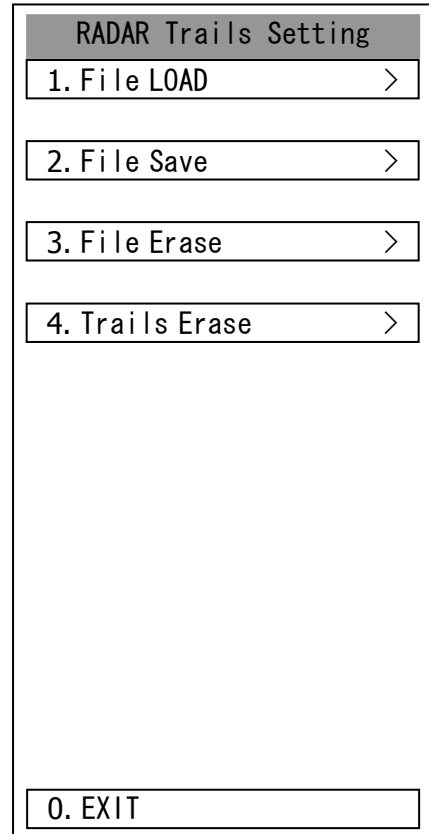 RADAR Trails Setting
1. File LOAD >
2. File Save >
3. File Erase >
4. Trails Erase >
0. EXIT